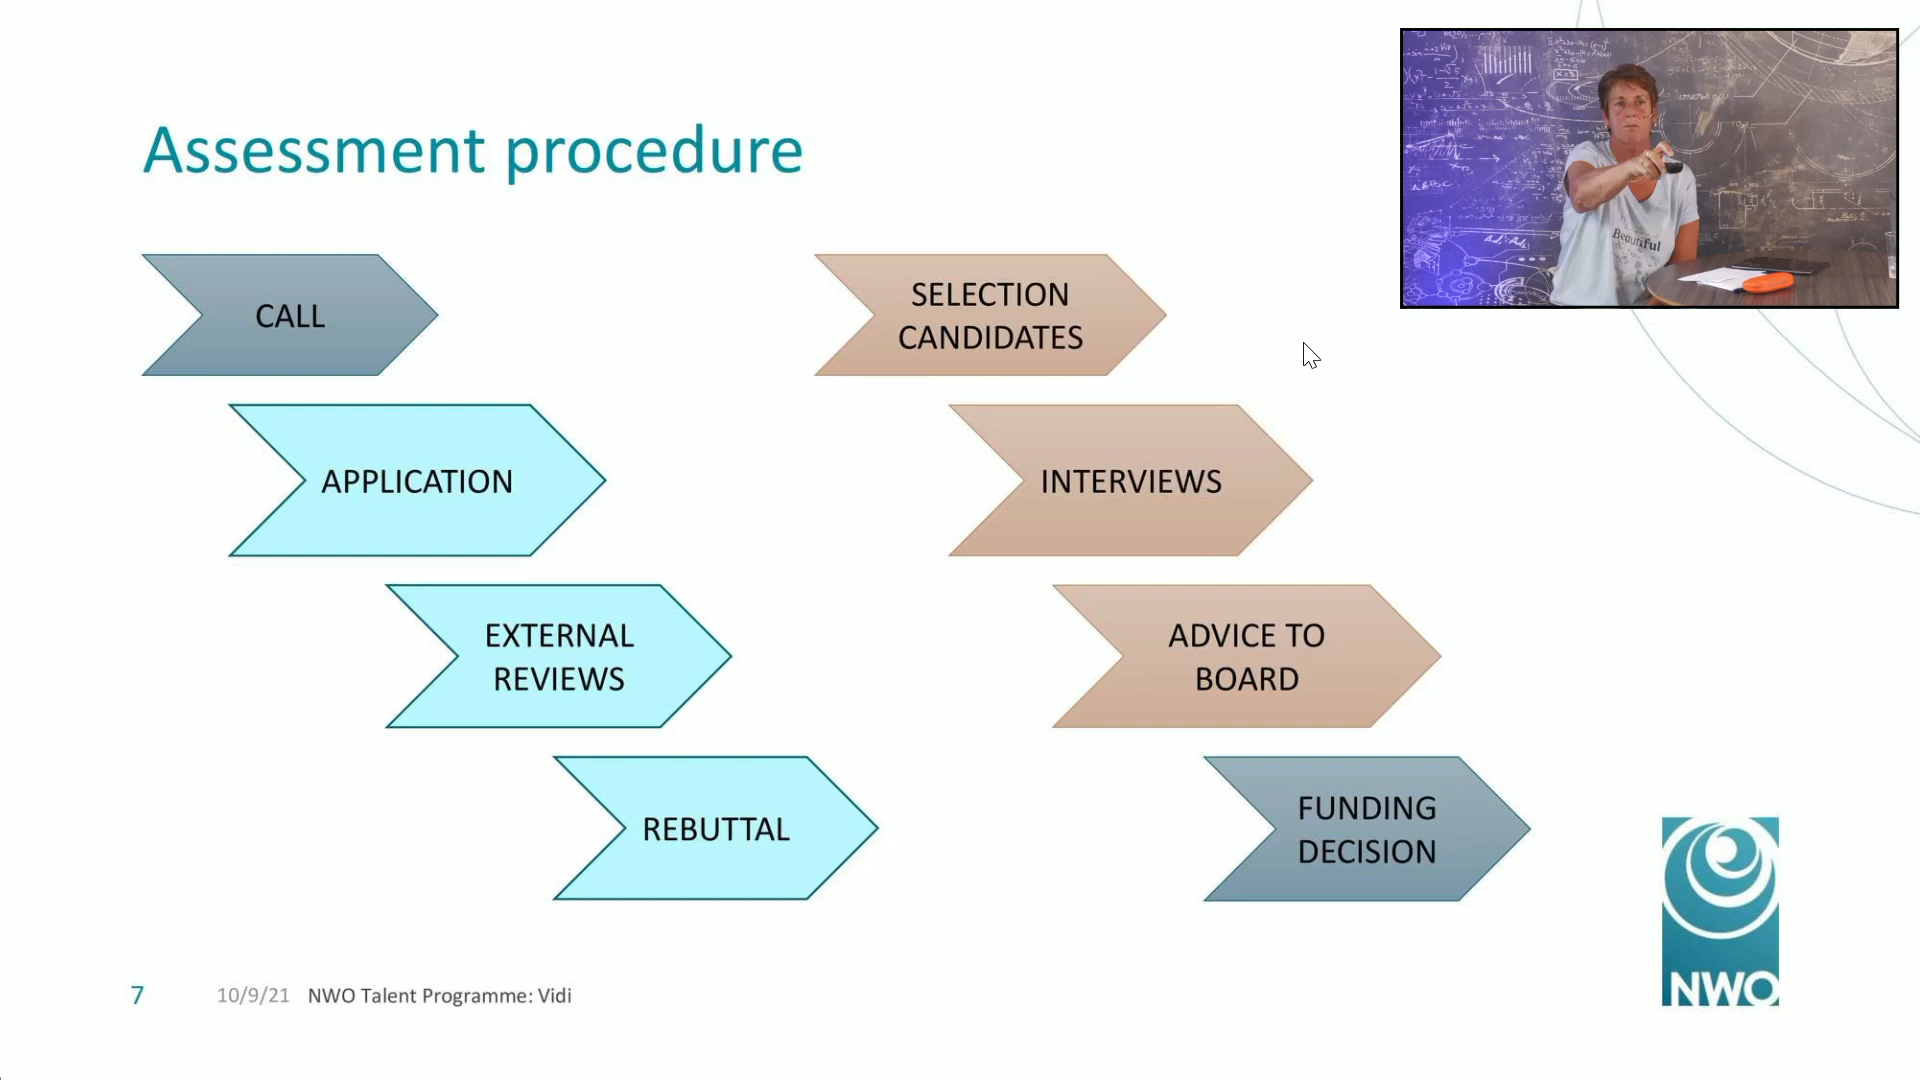 Assessment procedure
CALL
APPLICATION
EXTERNAL
REVIEWS
REBUTTAL
SELECTION
CANDIDATES
INTERVIEWS
ADVICE TO
BOARD
FUNDING
DECISION
Beautiful
7 10/9/21 NWO Talent Programme: Vidi
NWO